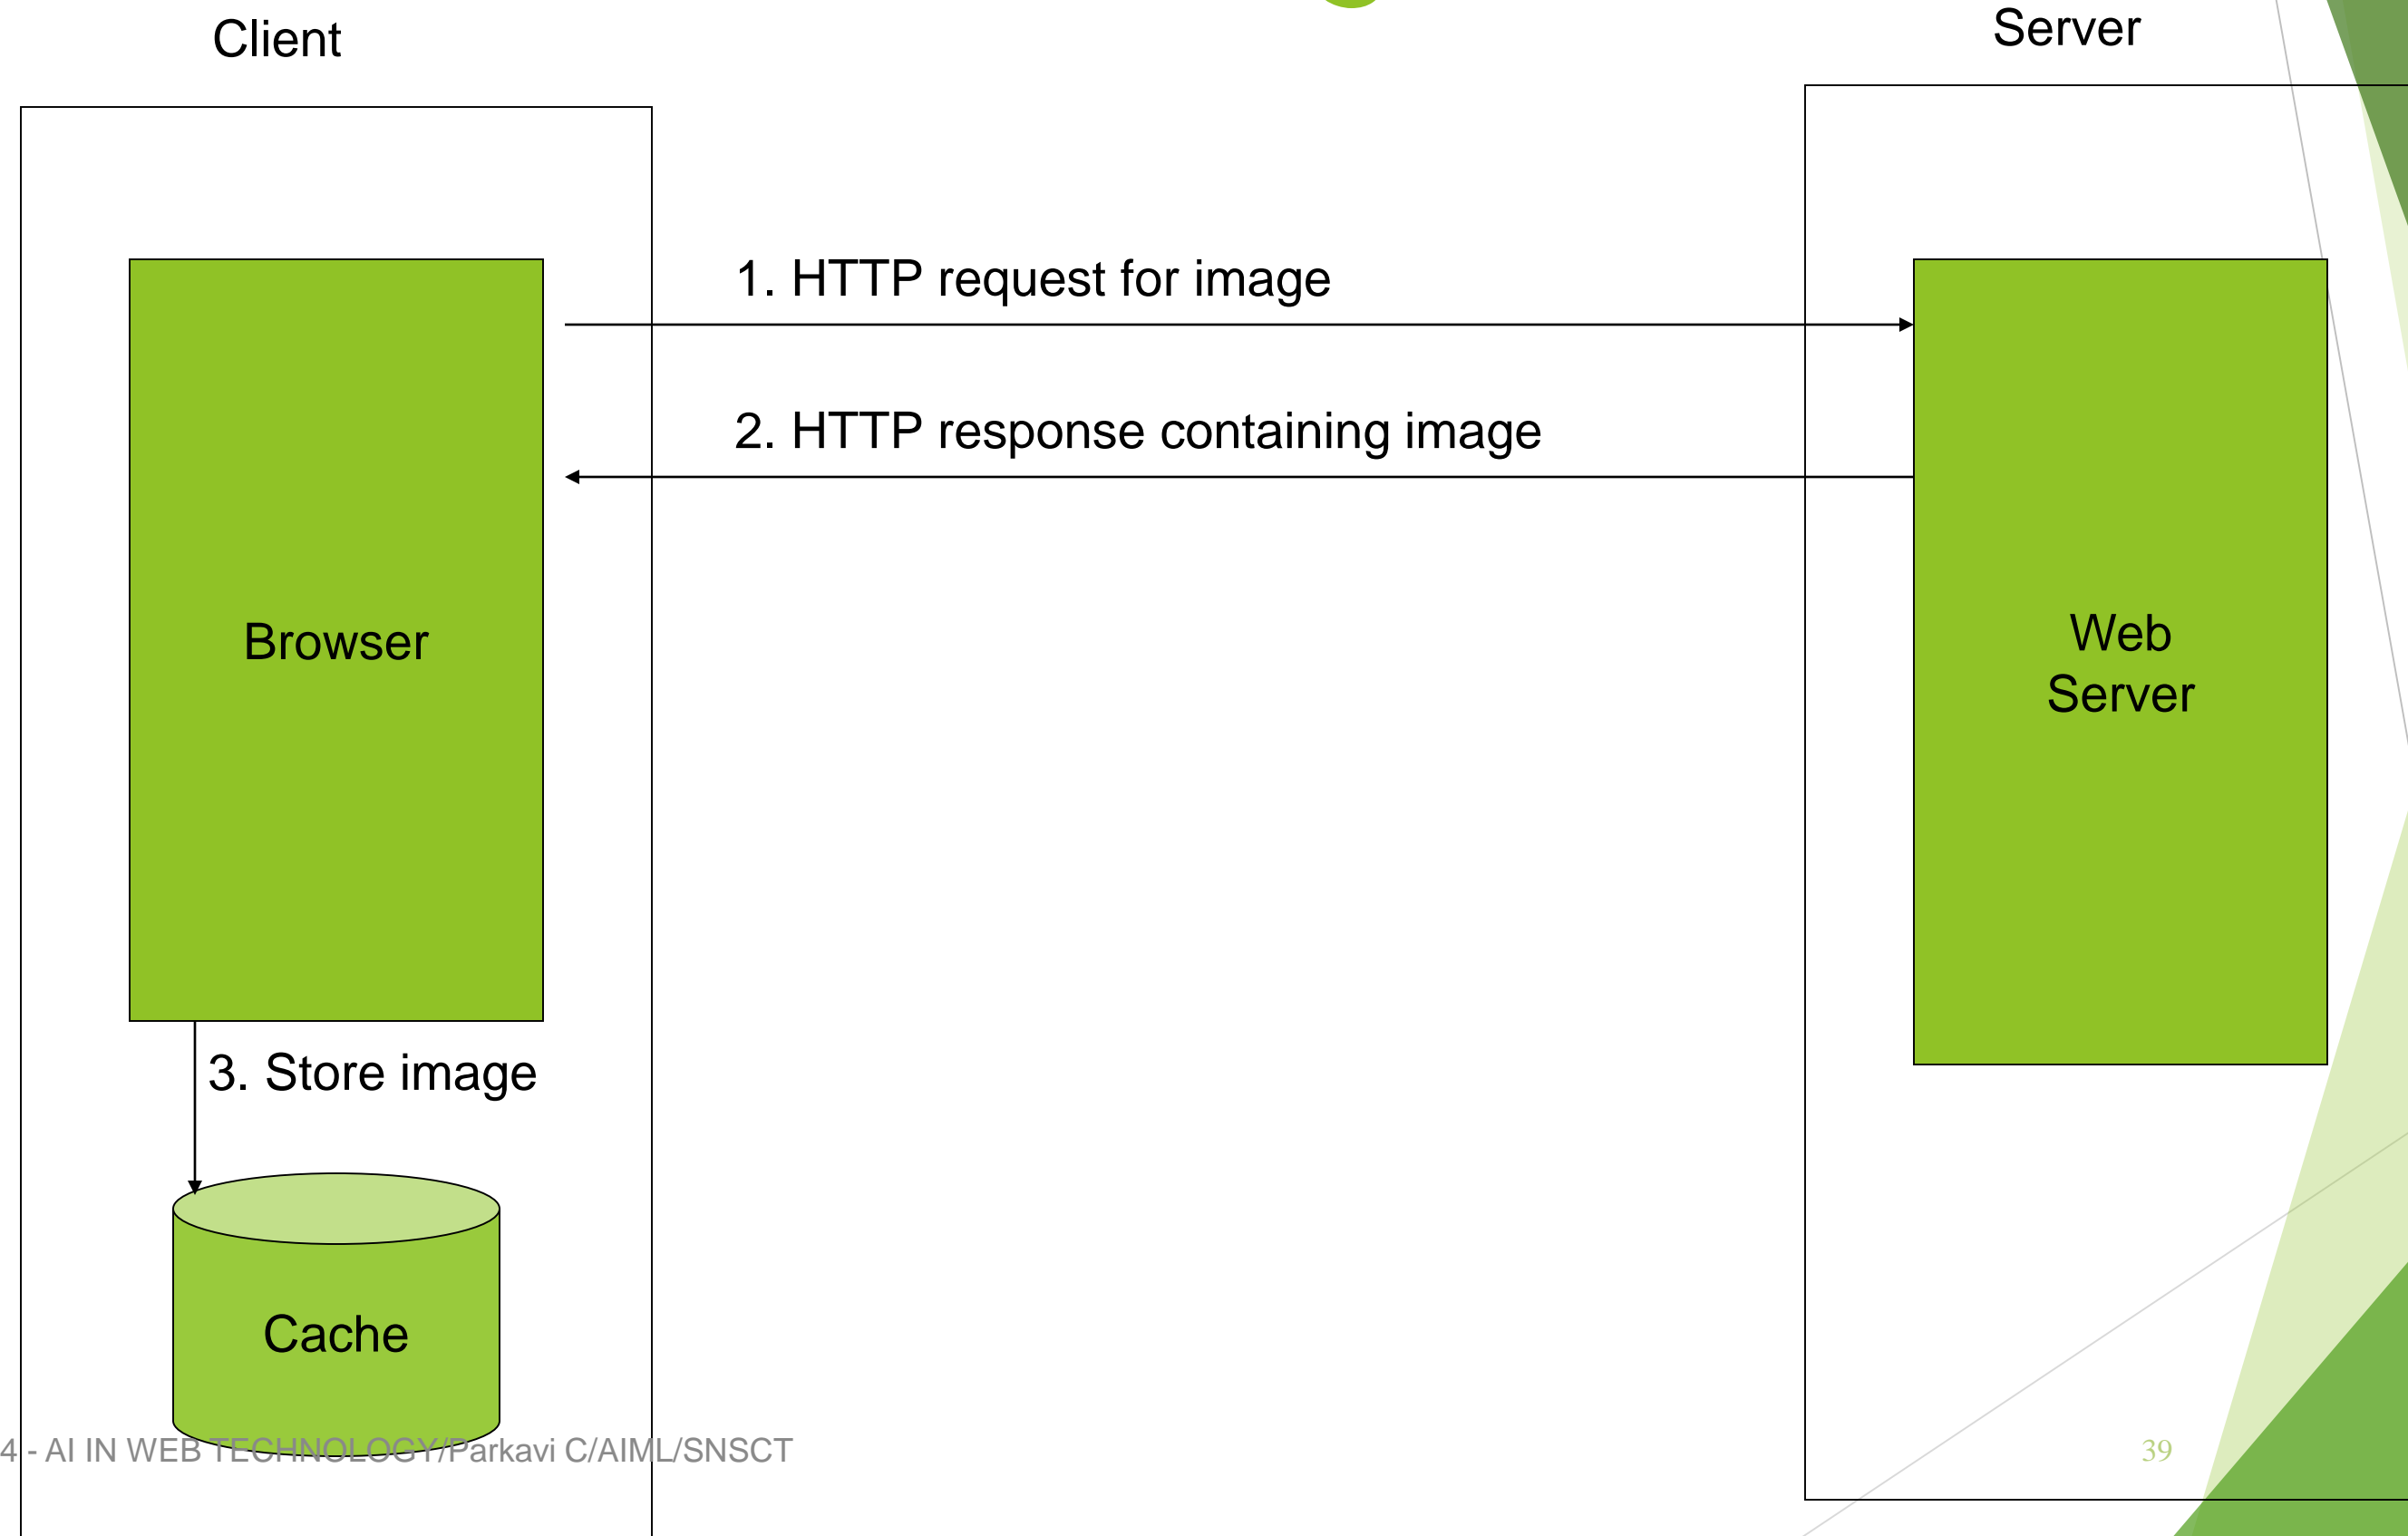 Client
Server
1. HTTP request for image
2. HTTP response containing image
Browser
Web
Server
3. Store image
Cache
4 - AI IN WEB TECHNOLOGY/Parkavi C/AIML/SNSCT
39